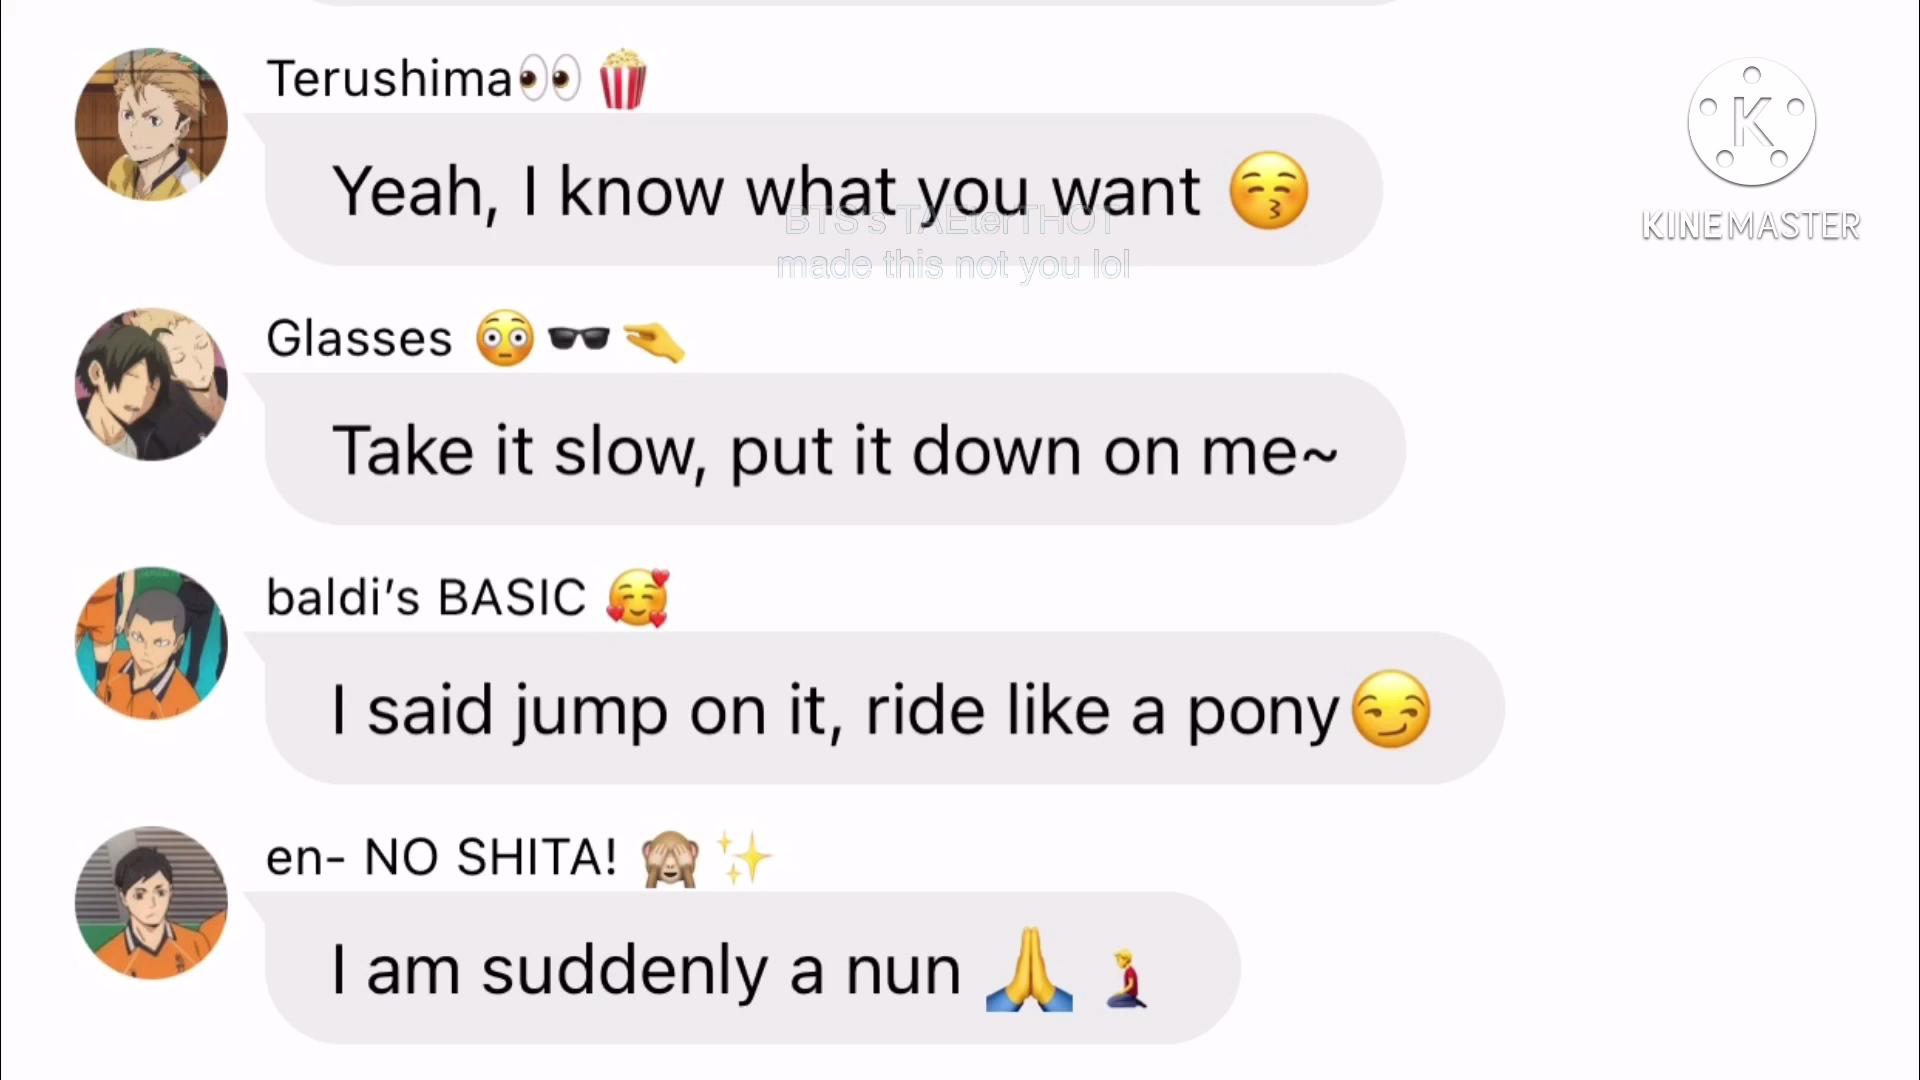 Terushima👀 🍿
Yeah, I know what you want 😚
BTS's TAEterTHOT
made this not you lol
Glasses 😳🕶️🫴
Take it slow, put it down on me~
baldi’s BASIC 🥰
I said jump on it, ride like a pony😏
en- NO SHITA! 🙈✨
I am suddenly a nun 🙏 🧎‍♂️
K
KINEMASTER